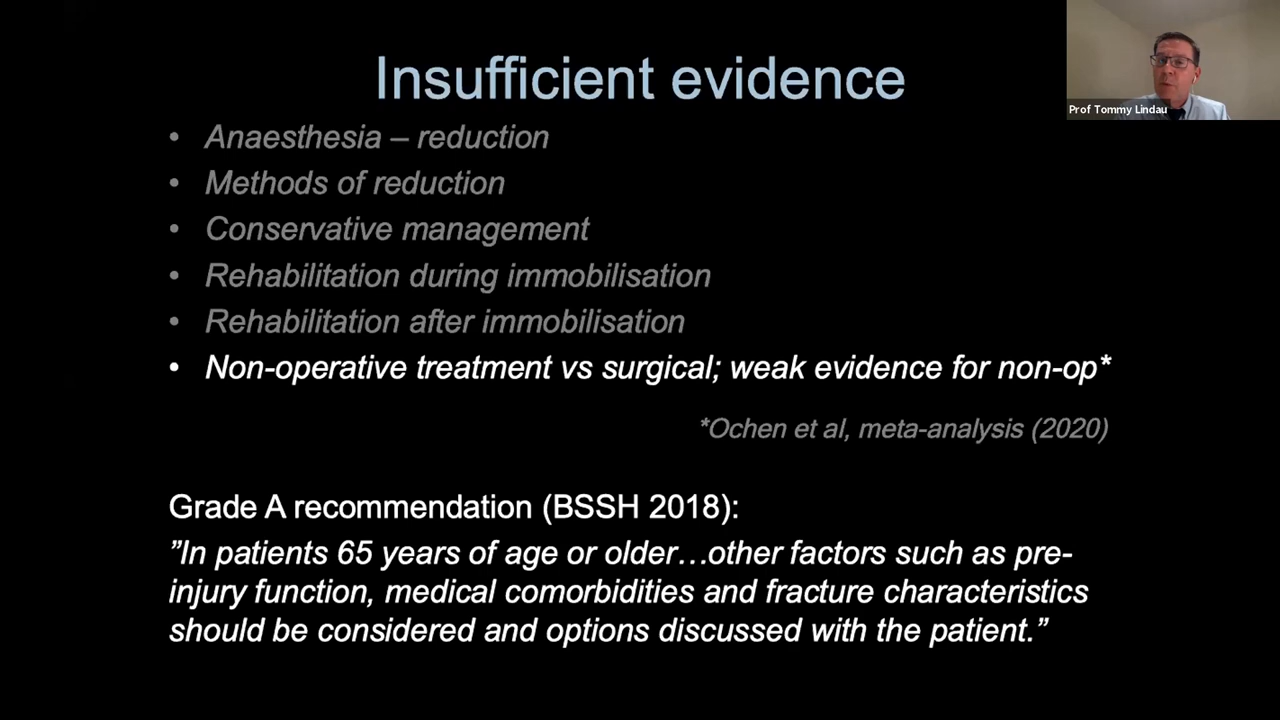 Insufficient evidence
Prof Tommy Lindau
• Anaesthesia – reduction
• Methods of reduction
• Conservative management
• Rehabilitation during immobilisation
• Rehabilitation after immobilisation
• Non-operative treatment vs surgical; weak evidence for non-op*
*Ochen et al, meta-analysis (2020)
Grade A recommendation (BSSH 2018):
”In patients 65 years of age or older…other factors such as pre-
injury function, medical comorbidities and fracture characteristics
should be considered and options discussed with the patient.”